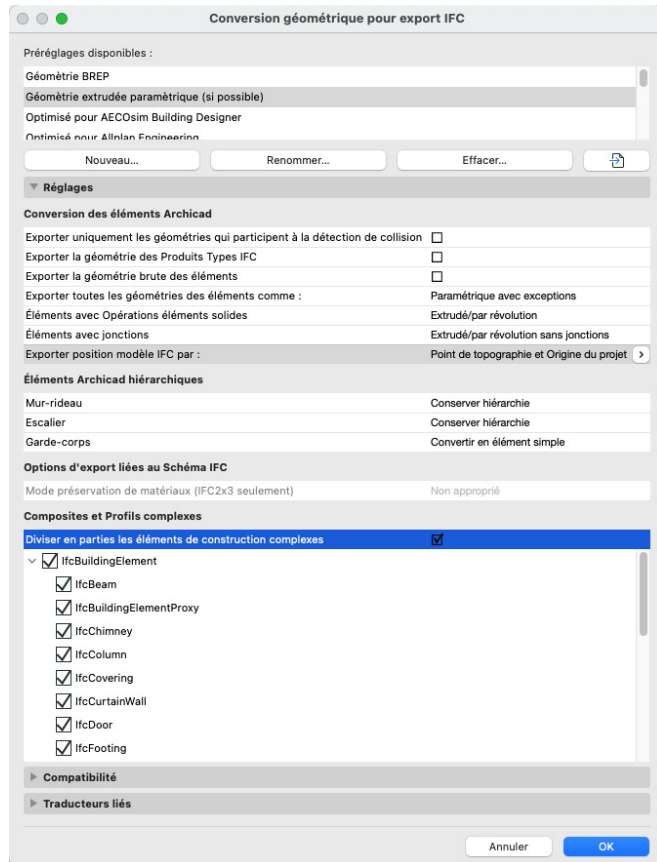 Conversion géométrique pour export IFC
Préréglages disponibles :
Géomètrie BREP
Géomètrie extrudée paramètrique (si possible)
Optimisé pour AECOsim Building Designer
Optimisé pour Allplan Engineering
Nouveau... Renommer... Effacer...
Réglages
Conversion des éléments Archicad
Exporter uniquement les géométries qui participent à la détection de collision
Exporter la géométrie des Produits Types IFC
Exporter la géométrie brute des éléments
Exporter toutes les géométries des éléments comme : Paramétrique avec exceptions
Éléments avec Opérations éléments solides Extrudé/par révolution
Éléments avec jonctions Extrudé/par révolution sans jonctions
Exporter position modèle IFC par : Point de topographie et Origine du projet
Éléments Archicad hiérarchiques
Mur-rideau Conserver hiérarchie
Escalier Conserver hiérarchie
Garde-corps Convertir en élément simple
Options d'export liées au Schéma IFC
Mode préservation de matériaux (IFC2x3 seulement) Non approprié
Composites et Profils complexes
Diviser en parties les éléments de construction complexes
IfcBuildingElement
IfcBeam
IfcBuildingElementProxy
IfcChimney
IfcColumn
IfcCovering
IfcCurtainWall
IfcDoor
IfcFooting
Compatibilité
Traducteurs liés
Annuler OK